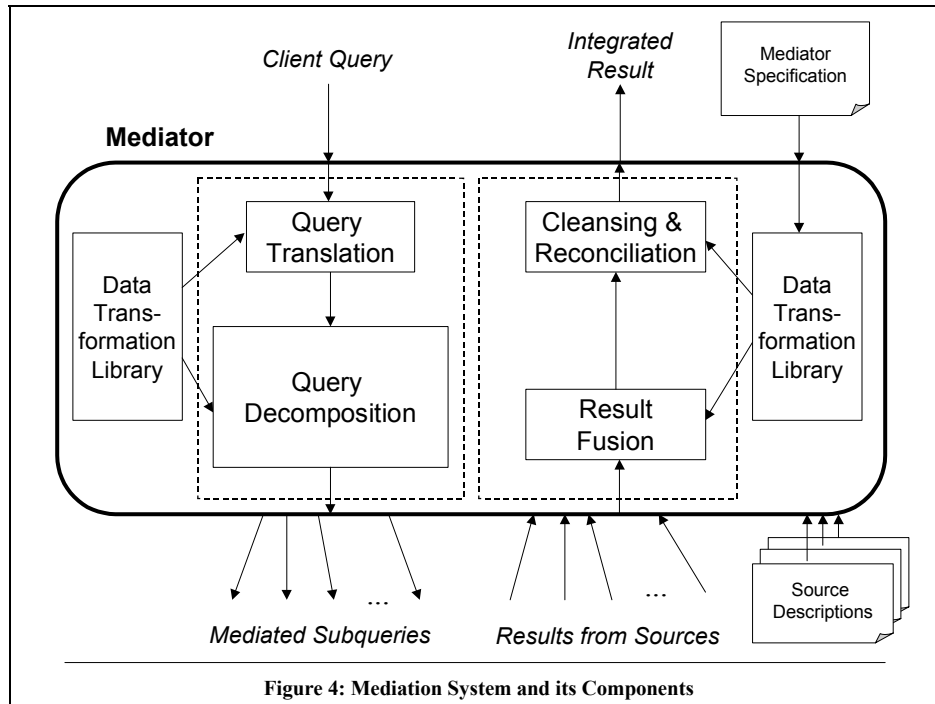 Client Query
Integrated
Result
Mediator
Specification
Mediator
Query
Translation
Cleansing &
Reconciliation
Data
Trans-
formation
Library
Data
Trans-
formation
Library
Query
Decomposition
Result
Fusion
...
...
Source
Descriptions
Mediated Subqueries
Results from Sources
Figure 4: Mediation System and its Components